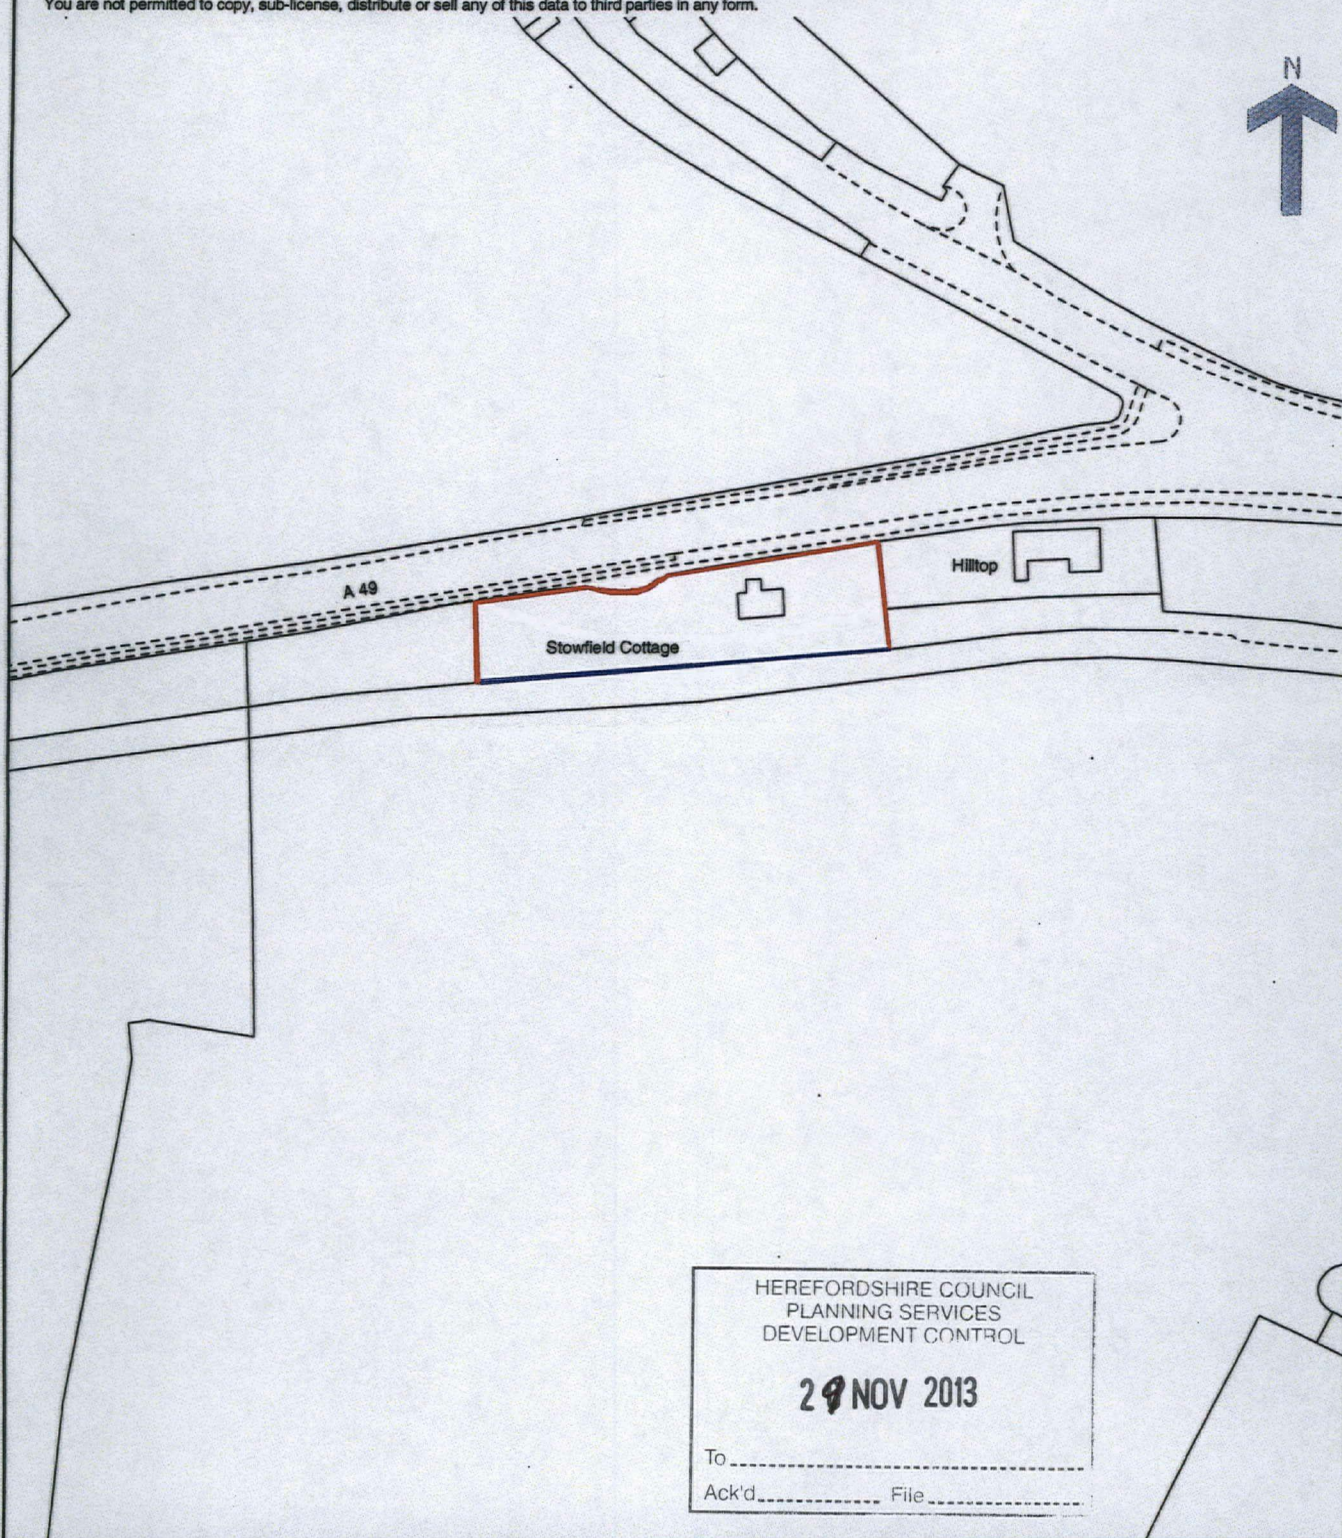 You are not permitted to copy, sub-license, distribute or sell any of this data to third parties in any form.
N
A 49
Hilltop
Stowfield Cottage
HEREFORDSHIRE COUNCIL
PLANNING SERVICES
DEVELOPMENT CONTROL
29 NOV 2013
To
Ack'd File